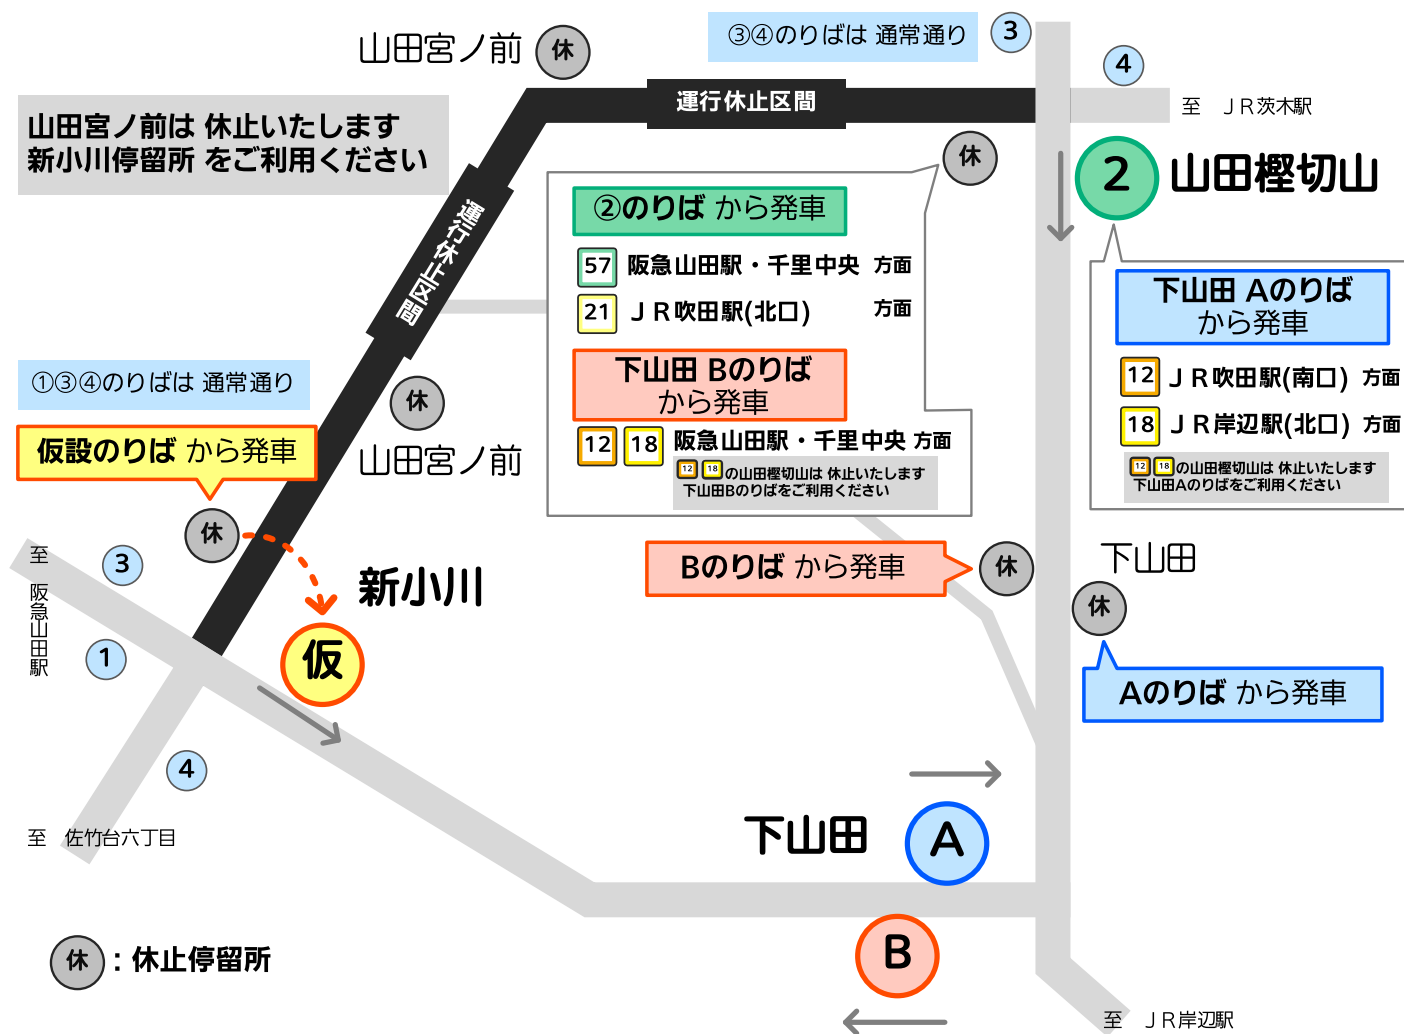 山田宮ノ前
休
③④のりばは 通常通り
3
4
運行休止区間
至　ＪＲ茨木駅
山田宮ノ前は 休止いたします
新小川停留所 をご利用ください
休
2
山田樫切山
②のりば から発車
57 阪急山田駅・千里中央 方面
21 ＪＲ吹田駅(北口) 方面
下山田 Bのりば
から発車
12 18 阪急山田駅・千里中央 方面
12 18 の山田樫切山は 休止いたします
下山田Bのりばをご利用ください
下山田 Aのりば
から発車
12 ＪＲ吹田駅(南口) 方面
18 ＪＲ岸辺駅(北口) 方面
12 18 の山田樫切山は 休止いたします
下山田Aのりばをご利用ください
運行休止区間
①③④のりばは 通常通り
休
山田宮ノ前
仮設のりば から発車
休
至　阪急山田駅
3
1
新小川
仮
4
至　佐竹台六丁目
Bのりば から発車
休
下山田
休
Aのりば から発車
下山田
A
B
休 : 休止停留所
至　ＪＲ岸辺駅